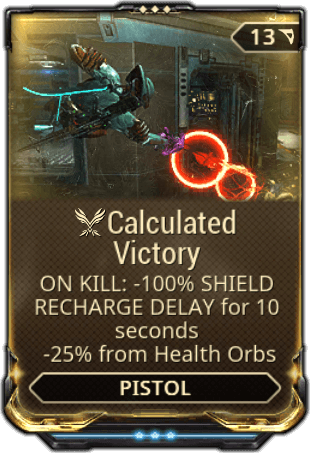 13
Calculated
Victory
ON KILL: -100% SHIELD
RECHARGE DELAY for 10
seconds
-25% from Health Orbs
PISTOL